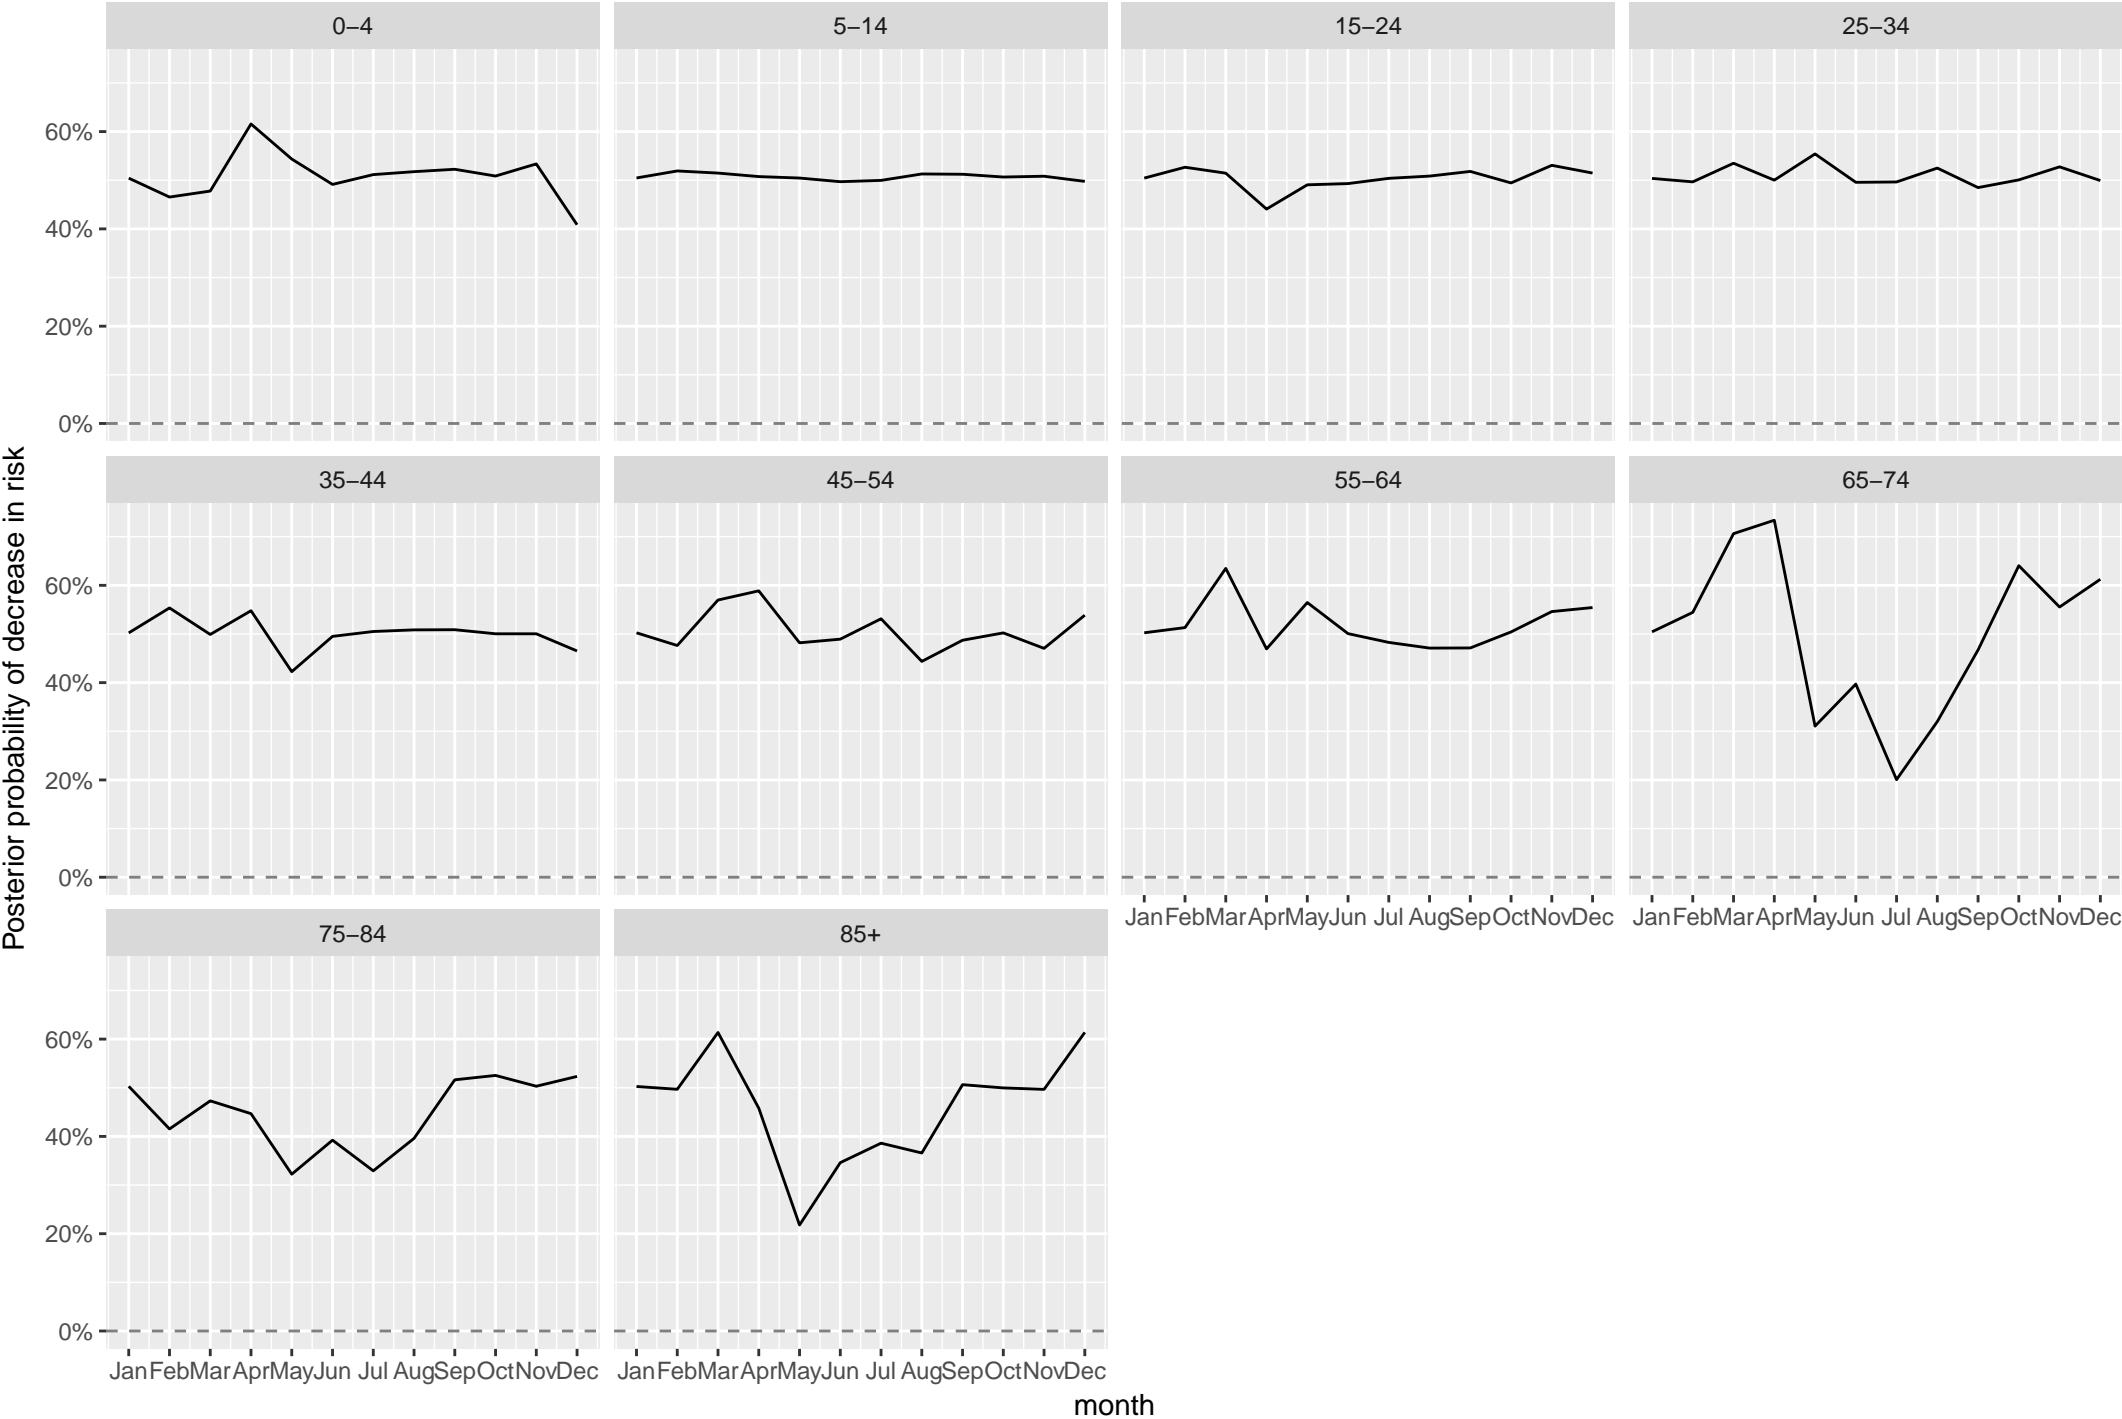 Posterior probability of decrease in risk
0–4 5–14 15–24 25–34
60%
40%
20%
0%
35–44 45–54 55–64 65–74
60%
40%
20%
0%
Jan Feb Mar Apr May Jun Jul Aug Sep Oct Nov Dec Jan Feb Mar Apr May Jun Jul Aug Sep Oct Nov Dec
75–84 85+
60%
40%
20%
0%
Jan Feb Mar Apr May Jun Jul Aug Sep Oct Nov Dec Jan Feb Mar Apr May Jun Jul Aug Sep Oct Nov Dec
month